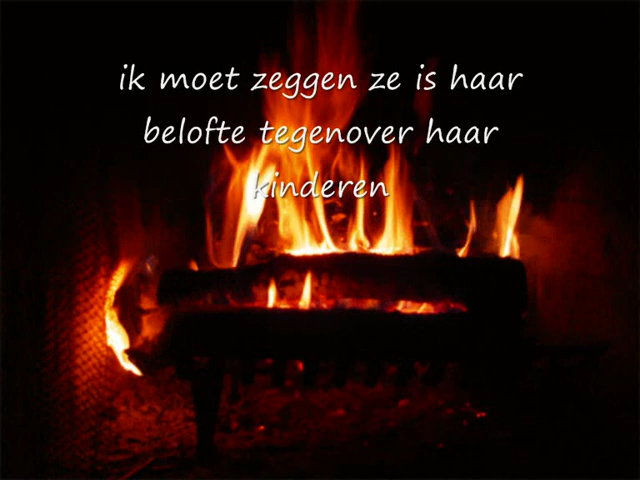 ik moet zeggen ze is haar
belofte tegenover haar
kinderen